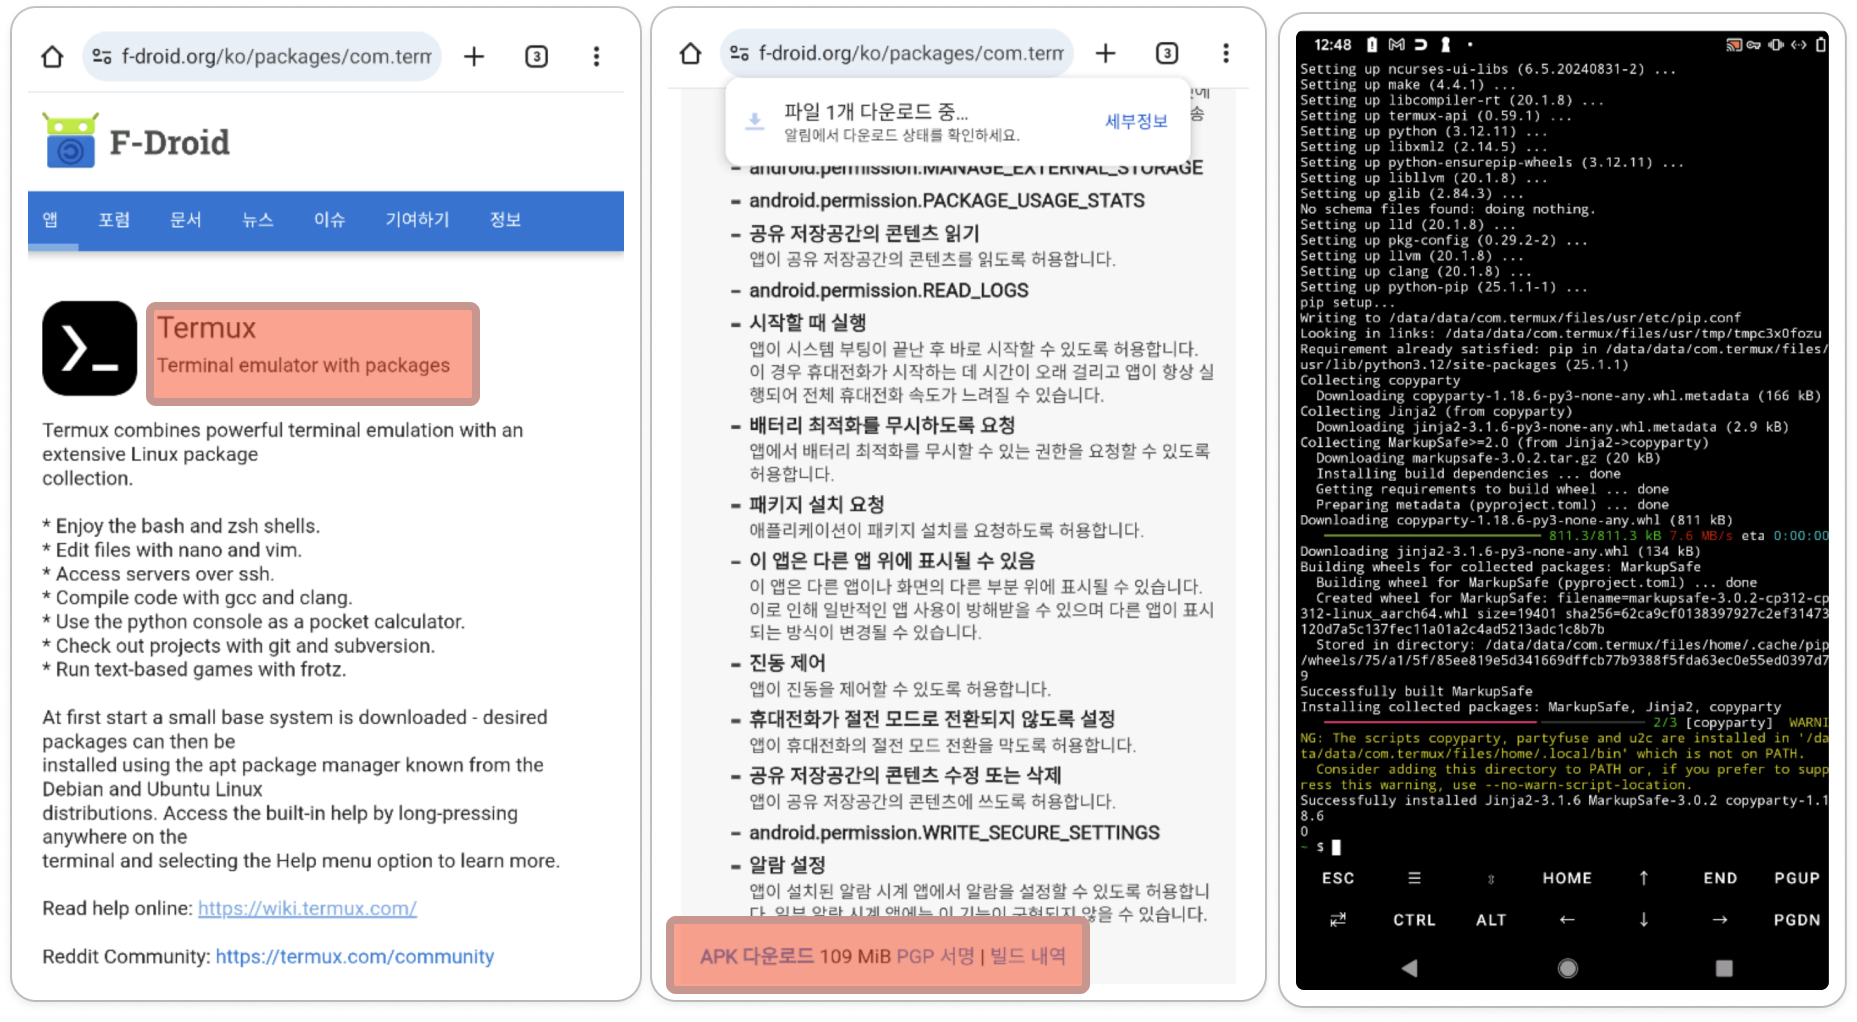 f-droid.org/ko/packages/com.term
3
F-Droid
앱 포럼 문서 뉴스 이슈 기여하기 정보
Termux
Terminal emulator with packages
Termux combines powerful terminal emulation with an
extensive Linux package
collection.
* Enjoy the bash and zsh shells.
* Edit files with nano and vim.
* Access servers over ssh.
* Compile code with gcc and clang.
* Use the python console as a pocket calculator.
* Check out projects with git and subversion.
* Run text-based games with frotz.
At first start a small base system is downloaded - desired
packages can then be
installed using the apt package manager known from the
Debian and Ubuntu Linux
distributions. Access the built-in help by long-pressing
anywhere on the
terminal and selecting the Help menu option to learn more.
Read help online: https://wiki.termux.com/
Reddit Community: https://termux.com/community
f-droid.org/ko/packages/com.term
3
파일 1개 다운로드 중...
알림에서 다운로드 상태를 확인하세요.
세부정보
송
- android.permission.MANAGE_EXTERNAL_STORAGE
- android.permission.PACKAGE_USAGE_STATS
- 공유 저장공간의 콘텐츠 읽기
앱이 공유 저장공간의 콘텐츠를 읽도록 허용합니다.
- android.permission.READ_LOGS
- 시작할 때 실행
앱이 시스템 부팅이 끝난 후 바로 시작할 수 있도록 허용합니다.
이 경우 휴대전화가 시작하는 데 시간이 오래 걸리고 앱이 항상 실
행되어 전체 휴대전화 속도가 느려질 수 있습니다.
- 배터리 최적화를 무시하도록 요청
앱에서 배터리 최적화를 무시할 수 있는 권한을 요청할 수 있도록
허용합니다.
- 패키지 설치 요청
애플리케이션이 패키지 설치를 요청하도록 허용합니다.
- 이 앱은 다른 앱 위에 표시될 수 있음
이 앱은 다른 앱이나 화면의 다른 부분 위에 표시될 수 있습니다.
이로 인해 일반적인 앱 사용이 방해받을 수 있으며 다른 앱이 표시
되는 방식이 변경될 수 있습니다.
- 진동 제어
앱이 진동을 제어할 수 있도록 허용합니다.
- 휴대전화가 절전 모드로 전환되지 않도록 설정
앱이 휴대전화의 절전 모드 전환을 막도록 허용합니다.
- 공유 저장공간의 콘텐츠 수정 또는 삭제
앱이 공유 저장공간의 콘텐츠에 쓰도록 허용합니다.
- android.permission.WRITE_SECURE_SETTINGS
- 알람 설정
앱이 설치된 알람 시계 앱에서 알람을 설정할 수 있도록 허용합니
다. 일부 알람 시계 앱에는 이 기능이 구현되지 않을 수 있습니다.
APK 다운로드 109 MiB PGP 서명 | 빌드 내역
12:48
Setting up ncurses-ui-libs (6.5.20240831-2) ...
Setting up make (4.4.1) ...
Setting up libcompiler-rt (20.1.8) ...
Setting up termux-api (0.59.1) ...
Setting up python (3.12.11) ...
Setting up libxml2 (2.14.5) ...
Setting up python-ensurepip-wheels (3.12.11) ...
Setting up libllvm (20.1.8) ...
Setting up glib (2.84.3) ...
No schema files found: doing nothing.
Setting up lld (20.1.8) ...
Setting up pkg-config (0.29.2-2) ...
Setting up llvm (20.1.8) ...
Setting up clang (20.1.8) ...
Setting up python-pip (25.1.1-1) ...
pip setup...
Writing to /data/data/com.termux/files/usr/etc/pip.conf
Looking in links: /data/data/com.termux/files/usr/tmp/tmpc3x0fozu
Requirement already satisfied: pip in /data/data/com.termux/files/
usr/lib/python3.12/site-packages (25.1.1)
Collecting copyparty
Downloading copyparty-1.18.6-py3-none-any.whl.metadata (166 kB)
Collecting Jinja2 (from copyparty)
Downloading jinja2-3.1.6-py3-none-any.whl.metadata (2.9 kB)
Collecting MarkupSafe>=2.0 (from Jinja2->copyparty)
Downloading markupsafe-3.0.2.tar.gz (20 kB)
Installing build dependencies ... done
Getting requirements to build wheel ... done
Preparing metadata (pyproject.toml) ... done
Downloading copyparty-1.18.6-py3-none-any.whl (811 kB)
811.3/811.3 kB 7.6 MB/s eta 0:00:00
Downloading jinja2-3.1.6-py3-none-any.whl (134 kB)
Building wheels for collected packages: MarkupSafe
Building wheel for MarkupSafe (pyproject.toml) ... done
Created wheel for MarkupSafe: filename=markupsafe-3.0.2-cp312-cp
312-linux_aarch64.whl size=19401 sha256=62ca9cf0138397927c2ef31473
120d7a5c137fec11a01a2c4ad5213adc1c8b7b
Stored in directory: /data/data/com.termux/files/home/.cache/pip
/wheels/75/a1/5f/85ee819e5d341669dffcb77b9388f5fda63ec0e55ed0397d7
9
Successfully built MarkupSafe
Installing collected packages: MarkupSafe, Jinja2, copyparty
2/3 [copyparty] WARNI
NG: The scripts copyparty, partyfuse and u2c are installed in '/da
ta/data/com.termux/files/home/.local/bin' which is not on PATH.
Consider adding this directory to PATH or, if you prefer to supp
ress this warning, use --no-warn-script-location.
Successfully installed Jinja2-3.1.6 MarkupSafe-3.0.2 copyparty-1.1
8.6
0
~ $
ESC HOME ↑ END PGUP
CTRL ALT ← ↓ → PGDN